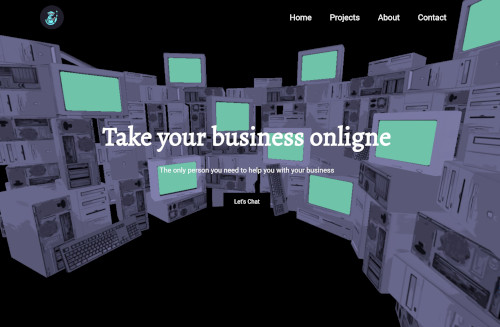 Home Projects About Contact
Take your business onligne
The only person you need to help you with your business
Let's Chat